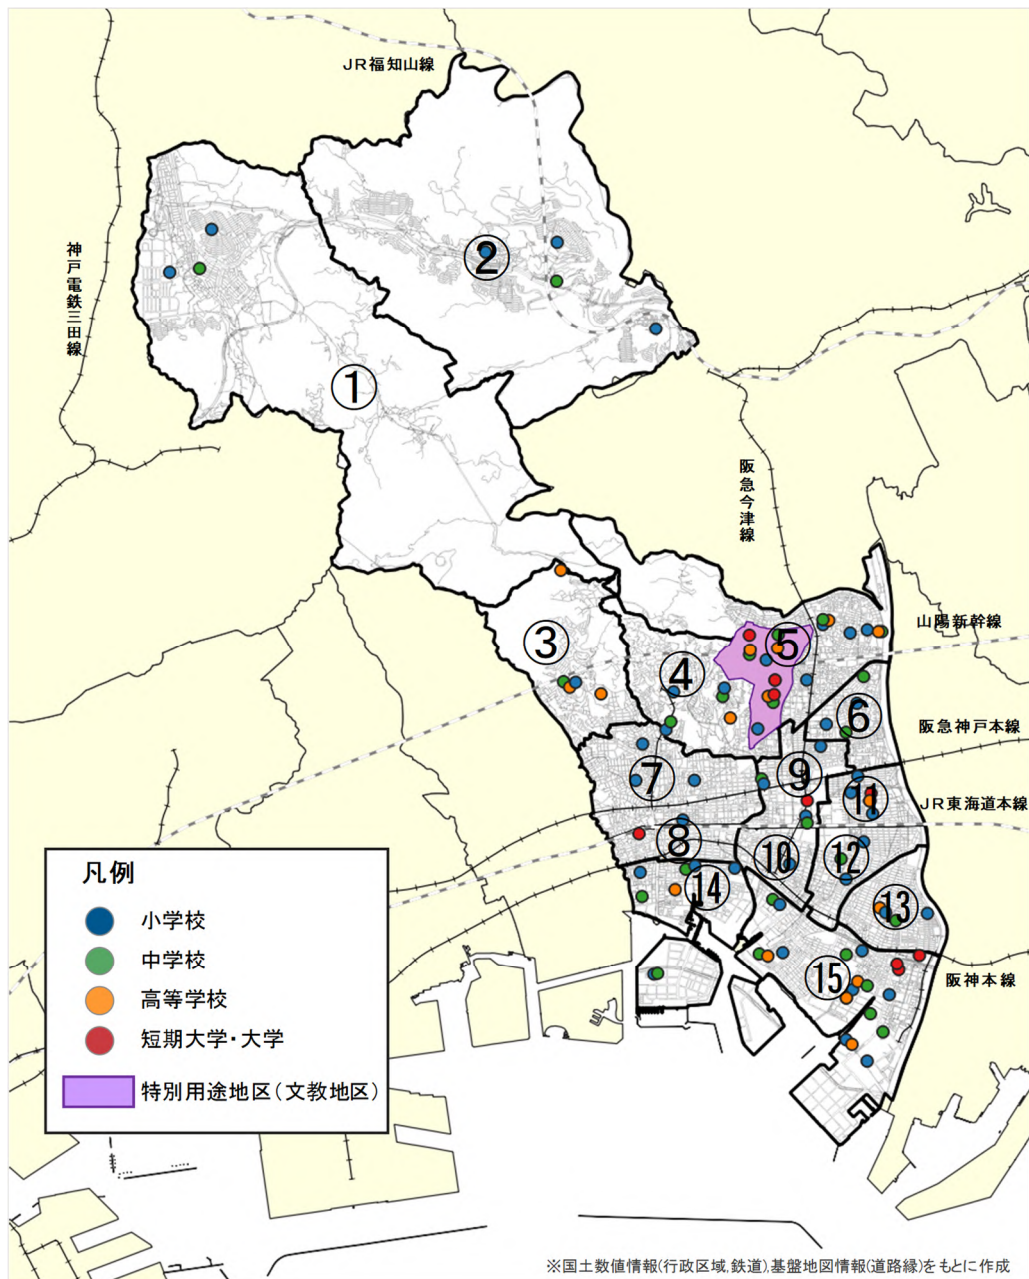 JR福知山線
神戸電鉄三田線
②
①
阪急今津線
山陽新幹線
③
⑤
④
⑥
阪急神戸本線
⑦
⑨
⑪
JR東海道本線
⑧
⑩
⑫
⑭
⑬
⑮
阪神本線
凡例
小学校
中学校
高等学校
短期大学・大学
特別用途地区(文教地区)
※国土数値情報(行政区域,鉄道),基盤地図情報(道路縁)をもとに作成